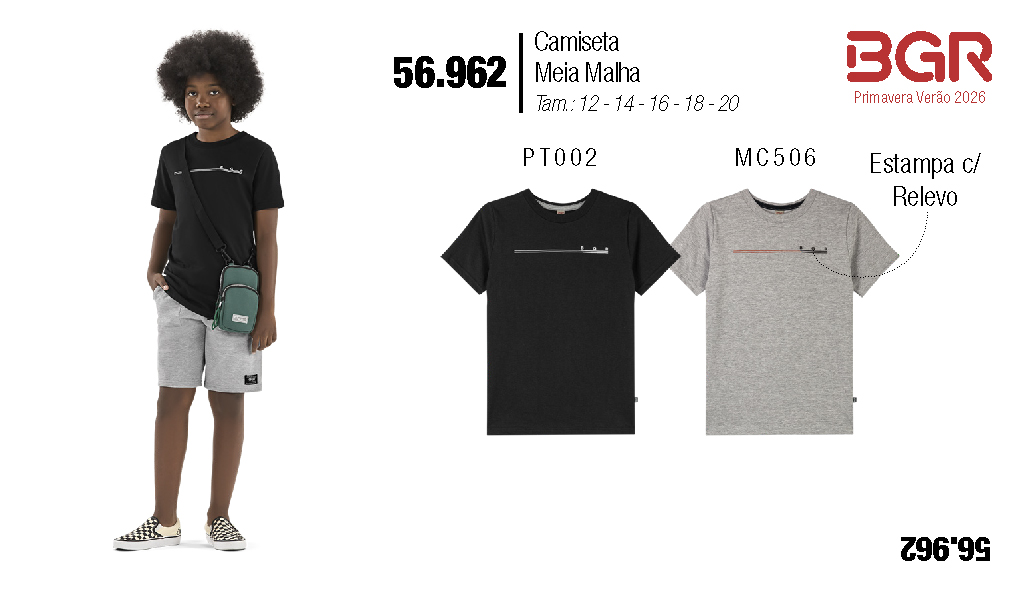 56.962
Camiseta
Meia Malha
Tam.: 12 - 14 - 16 - 18 - 20
BGR
Primavera Verão 2026
PT002
MC506
Estampa c/
Relevo
56.962